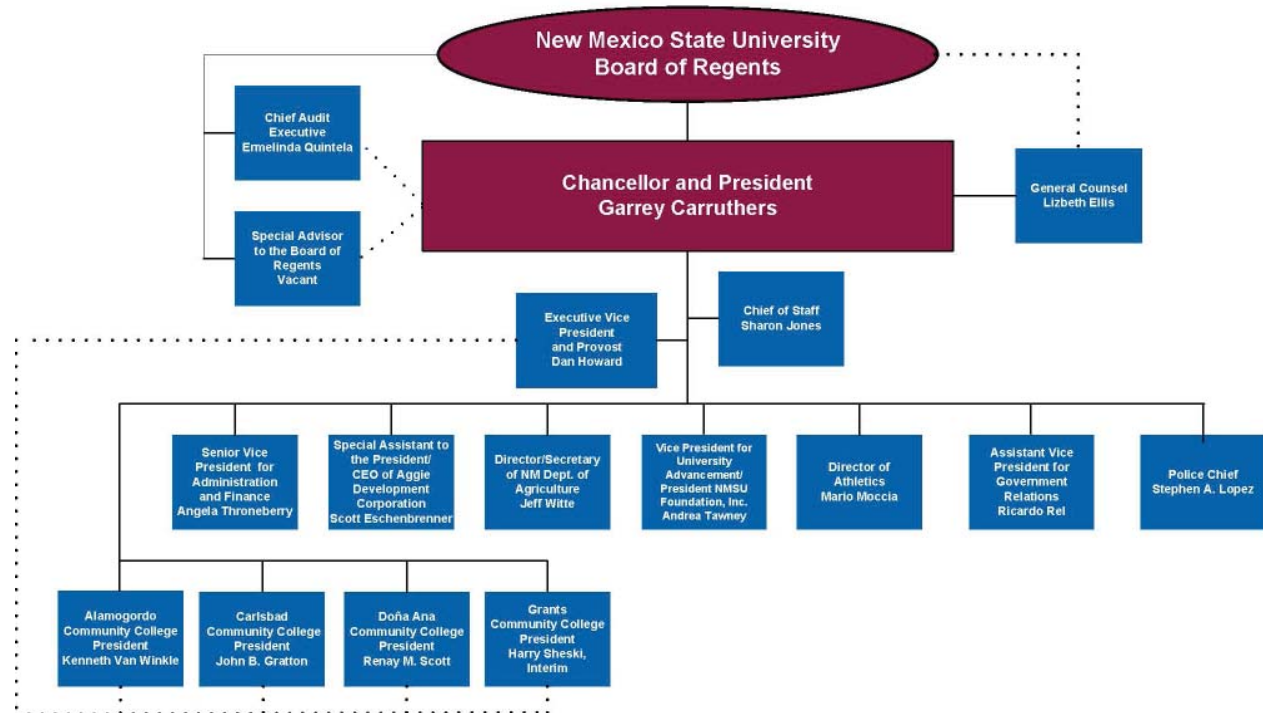 New Mexico State University
Board of Regents
Chief Audit
Executive
Ermelinda Quintela
Chancellor and President
Garrey Carruthers
General Counsel
Lizbeth Ellis
Special Advisor
to the Board of
Regents
Vacant
Executive Vice
President
and Provost
Dan Howard
Chief of Staff
Sharon Jones
Senior Vice
President for
Administration
and Finance
Angela Throneberry
Special Assistant to
the President/
CEO of Aggie
Development
Corporation
Scott Eschenbrenner
Director/Secretary
of NM Dept. of
Agriculture
Jeff Witte
Vice President for
University
Advancement/
President NMSU
Foundation, Inc.
Andrea Tawney
Director of
Athletics
Mario Moccia
Assistant Vice
President for
Government
Relations
Ricardo Rel
Police Chief
Stephen A. Lopez
Alamogordo
Community College
President
Kenneth Van Winkle
Carlsbad
Community College
President
John B. Gratton
Doña Ana
Community College
President
Renay M. Scott
Grants
Community College
President
Harry Sheski,
Interim